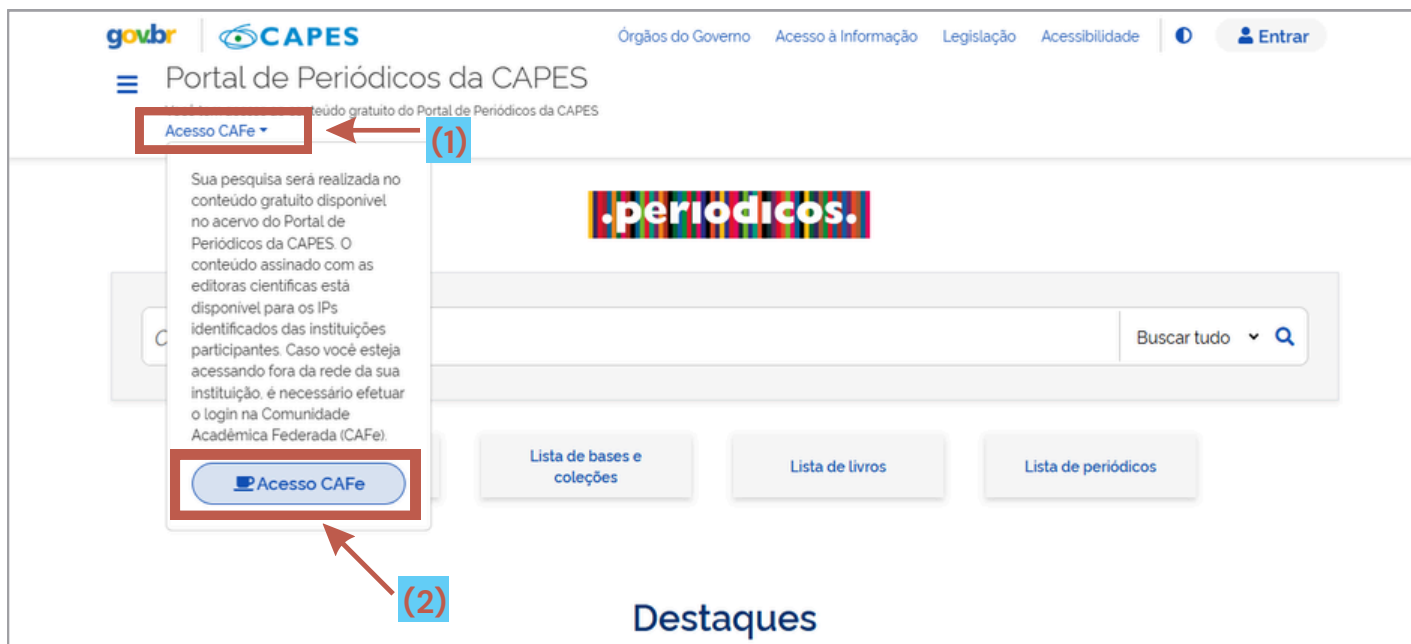 gov.br CAPES Órgãos do Governo Acesso à Informação Legislação Acessibilidade Entrar
Portal de Periódicos da CAPES
conteúdo gratuito do Portal de Periódicos da CAPES
Acesso CAFe
(1)
Sua pesquisa será realizada no
conteúdo gratuito disponível
no acervo do Portal de
Periódicos da CAPES. O
conteúdo assinado com as
editoras científicas está
disponível para os IPs
identificados das instituições
participantes. Caso você esteja
acessando fora da rede da sua
instituição, é necessário efetuar
o login na Comunidade
Acadêmica Federada (CAFe).
Acesso CAFe
(2)
.periodicos.
Buscar tudo
Lista de bases e
coleções
Lista de livros
Lista de periódicos
Destaques